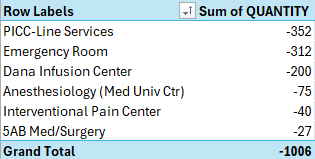 Row Labels Sum of QUANTITY
PICC-Line Services -352
Emergency Room -312
Dana Infusion Center -200
Anesthesiology (Med Univ Ctr) -75
Interventional Pain Center -40
5AB Med/Surgery -27
Grand Total -1006